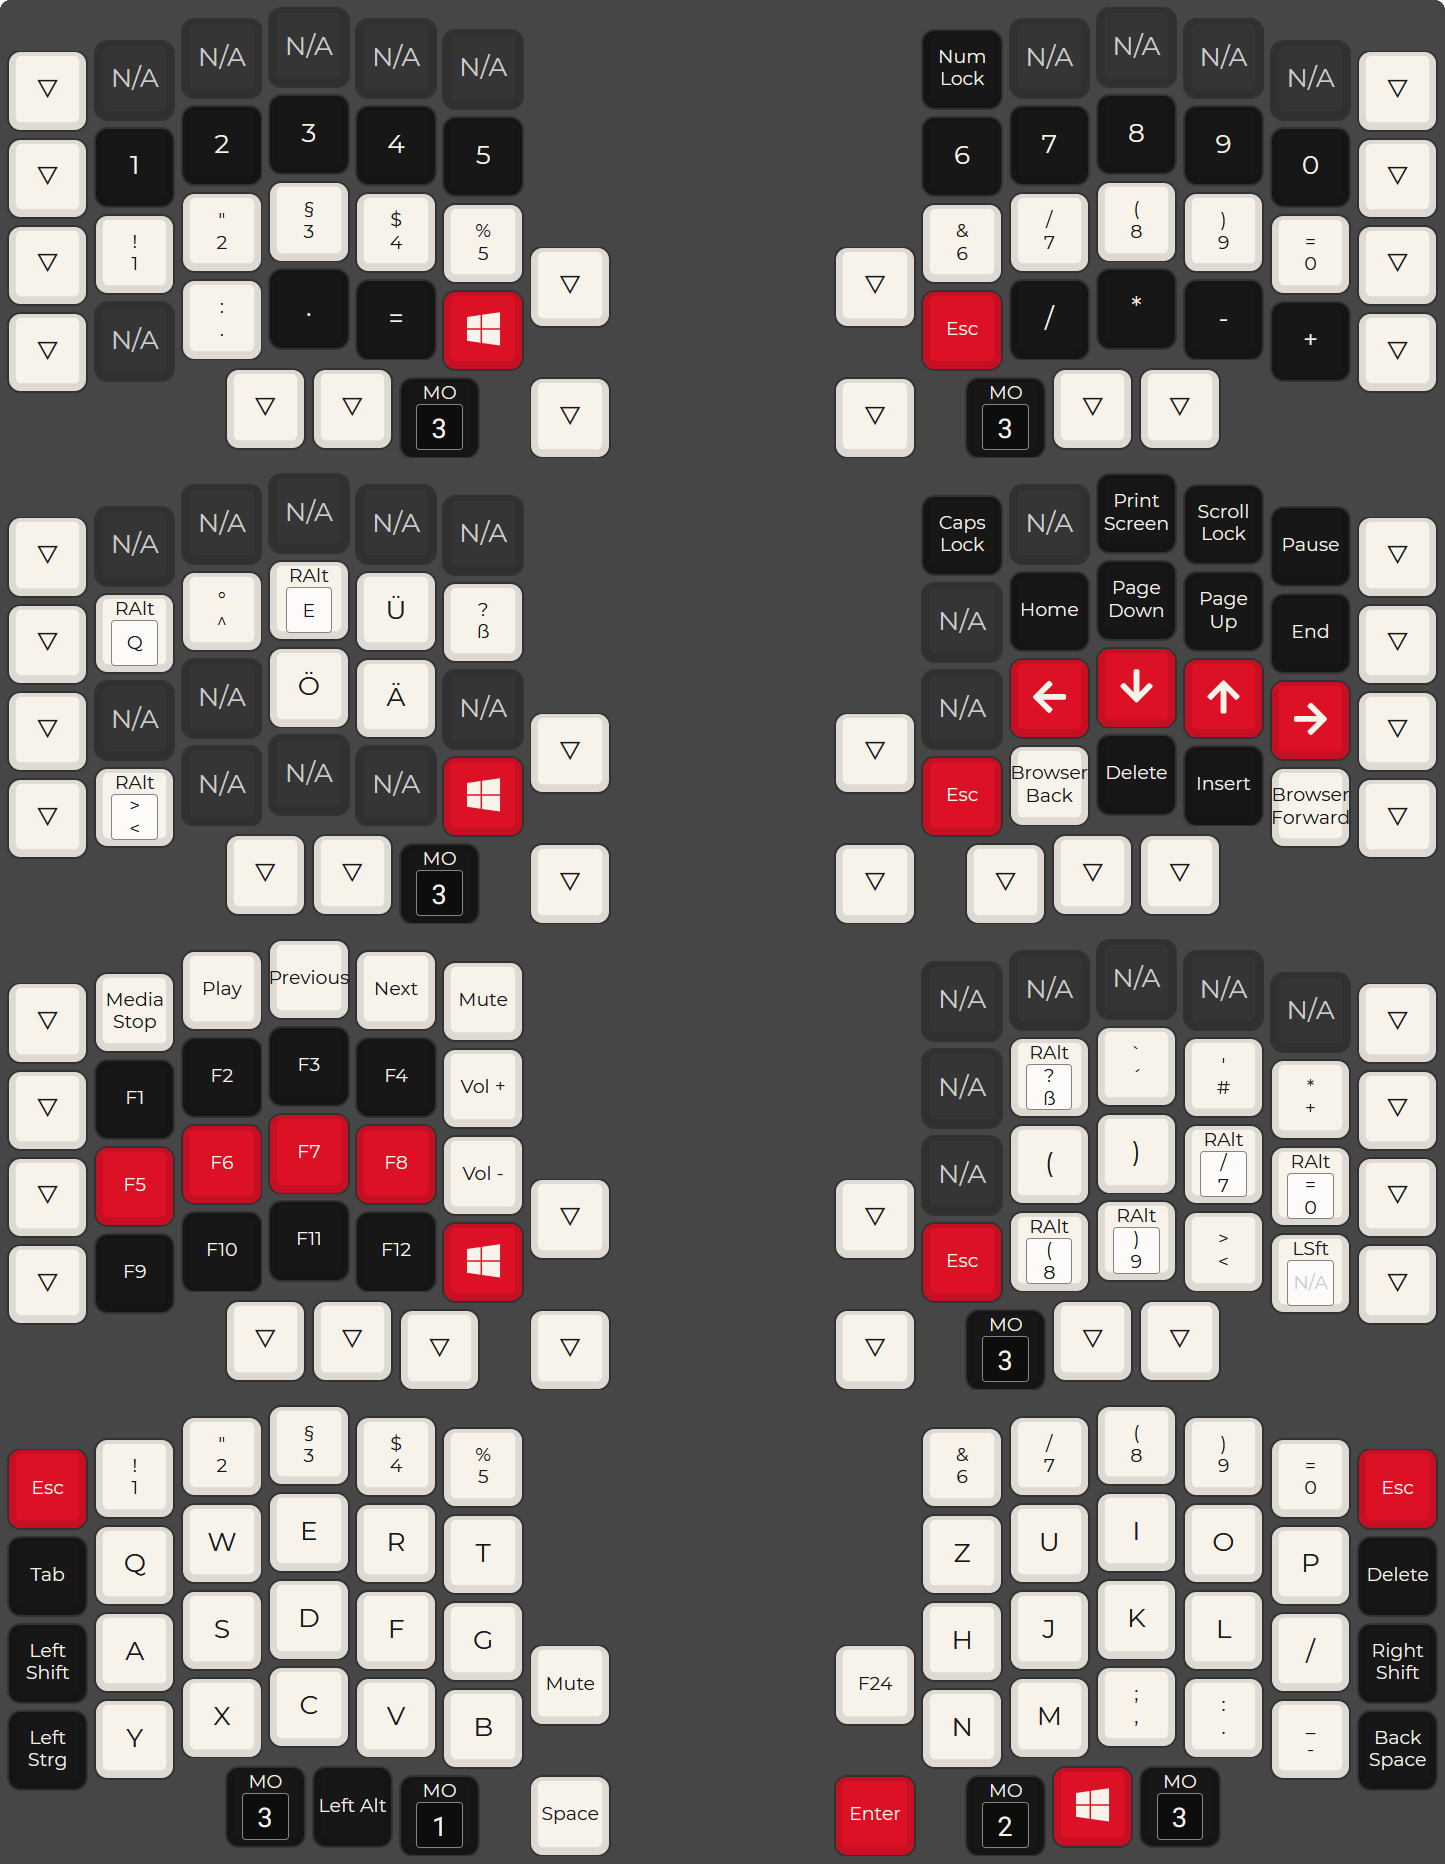 N/A N/A N/A N/A N/A Num Lock N/A N/A N/A N/A
▽ ▽
1 2 3 4 5 6 7 8 9 0
▽ ▽
! 1 " 2 § 3 $ 4 % 5 & 6 / 7 ( 8 ) 9 = 0
▽ ▽ ▽ ▽
N/A : . . = Esc / * - +
▽ ▽
▽ ▽ MO 3 ▽ ▽ MO 3 ▽ ▽
N/A N/A N/A N/A N/A Caps Lock N/A Print Screen Scroll Lock Pause
▽ ▽
RAlt Q ° ^ RAlt E Ü ? ß N/A Home Page Down Page Up End
▽ ▽
N/A N/A Ö Ä N/A N/A ← ↓ ↑ →
▽ ▽ ▽ ▽
RAlt > < N/A N/A N/A Esc Browser Back Delete Insert Browser Forward
▽ ▽
▽ ▽ MO 3 ▽ ▽ ▽ ▽ ▽
Media Stop Play Previous Next Mute N/A N/A N/A N/A N/A
▽ ▽
F1 F2 F3 F4 Vol + N/A RAlt ? ß ` ´ ' # * +
▽ ▽
F5 F6 F7 F8 Vol - N/A ( ) RAlt / 7 RAlt = 0
▽ ▽ ▽ ▽
F9 F10 F11 F12 Esc RAlt ( 8 RAlt ) 9 > < LSft N/A
▽ ▽
▽ ▽ ▽ ▽ ▽ MO 3 ▽ ▽
Esc ! 1 " 2 § 3 $ 4 % 5 & 6 / 7 ( 8 ) 9 = 0 Esc
Tab Q W E R T Z U I O P Delete
Left Shift A S D F G Mute F24 H J K L / Right Shift
Left Strg Y X C V B N M ; , : . _ - Back Space
MO 3 Left Alt MO 1 Space Enter MO 2 MO 3